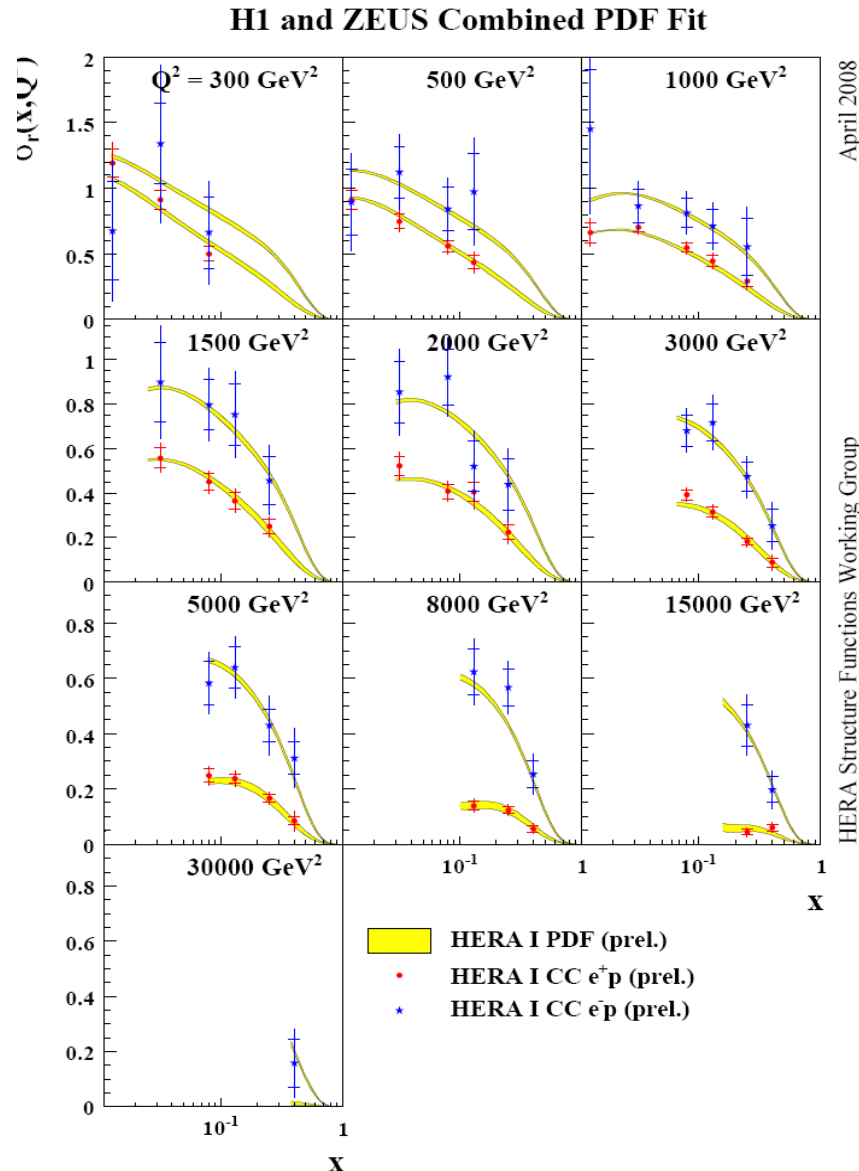 H1 and ZEUS Combined PDF Fit
April 2008
HERA Structure Functions Working Group
Q² = 300 GeV²
500 GeV²
1000 GeV²
2
1.5
1
0.5
0
1500 GeV²
2000 GeV²
3000 GeV²
1
0.8
0.6
0.4
0.2
0
5000 GeV²
8000 GeV²
15000 GeV²
0.8
0.6
0.4
0.2
0
10⁻¹ 1 10⁻¹ 1
x
30000 GeV²
0.8
0.6
0.4
0.2
0
10⁻¹ 1
x
HERA I PDF (prel.)
HERA I CC e⁺p (prel.)
HERA I CC e⁻p (prel.)